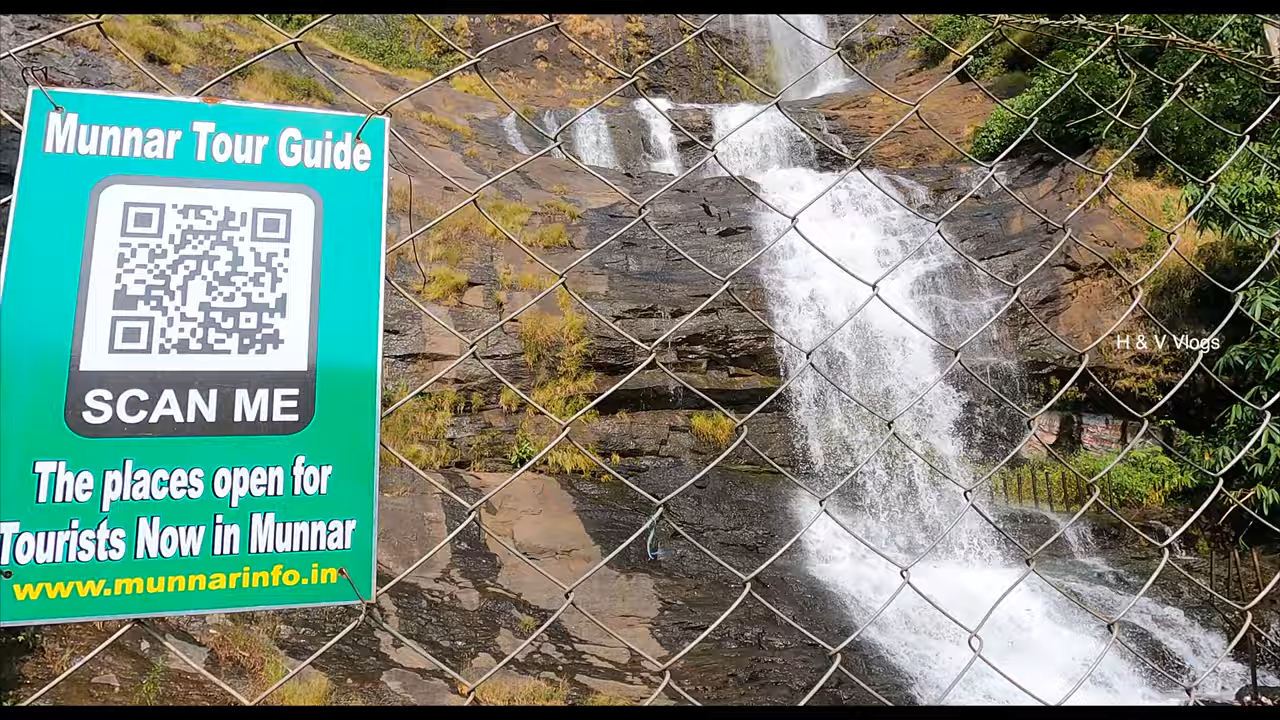 Munnar Tour Guide
SCAN ME
The places open for
Tourists Now in Munnar
www.munnarinfo.in
H & V Vlogs